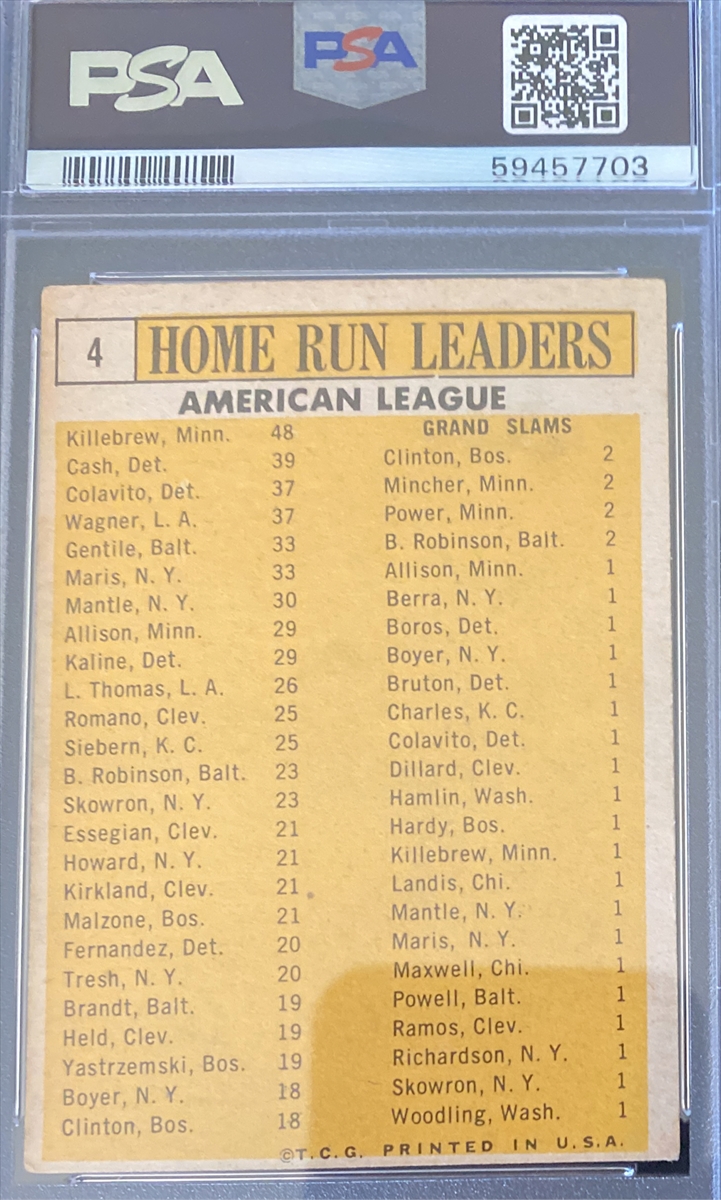 PSA
PSA
59457703
4
HOME RUN LEADERS
AMERICAN LEAGUE
Killebrew, Minn. 48
Cash, Det. 39
Colavito, Det. 37
Wagner, L. A. 37
Gentile, Balt. 33
Maris, N. Y. 33
Mantle, N. Y. 30
Allison, Minn. 29
Kaline, Det. 29
L. Thomas, L. A. 26
Romano, Clev. 25
Siebern, K. C. 25
B. Robinson, Balt. 23
Skowron, N. Y. 23
Essegian, Clev. 21
Howard, N. Y. 21
Kirkland, Clev. 21
Malzone, Bos. 21
Fernandez, Det. 20
Tresh, N. Y. 20
Brandt, Balt. 19
Held, Clev. 19
Yastrzemski, Bos. 19
Boyer, N. Y. 18
Clinton, Bos. 18
GRAND SLAMS
Clinton, Bos. 2
Mincher, Minn. 2
Power, Minn. 2
B. Robinson, Balt. 2
Allison, Minn. 1
Berra, N. Y. 1
Boros, Det. 1
Boyer, N. Y. 1
Bruton, Det. 1
Charles, K. C. 1
Colavito, Det. 1
Dillard, Clev. 1
Hamlin, Wash. 1
Hardy, Bos. 1
Killebrew, Minn. 1
Landis, Chi. 1
Mantle, N. Y. 1
Maris, N. Y. 1
Maxwell, Chi. 1
Powell, Balt. 1
Ramos, Clev. 1
Richardson, N. Y. 1
Skowron, N. Y. 1
Woodling, Wash. 1
©T.C.G. PRINTED IN U.S.A.